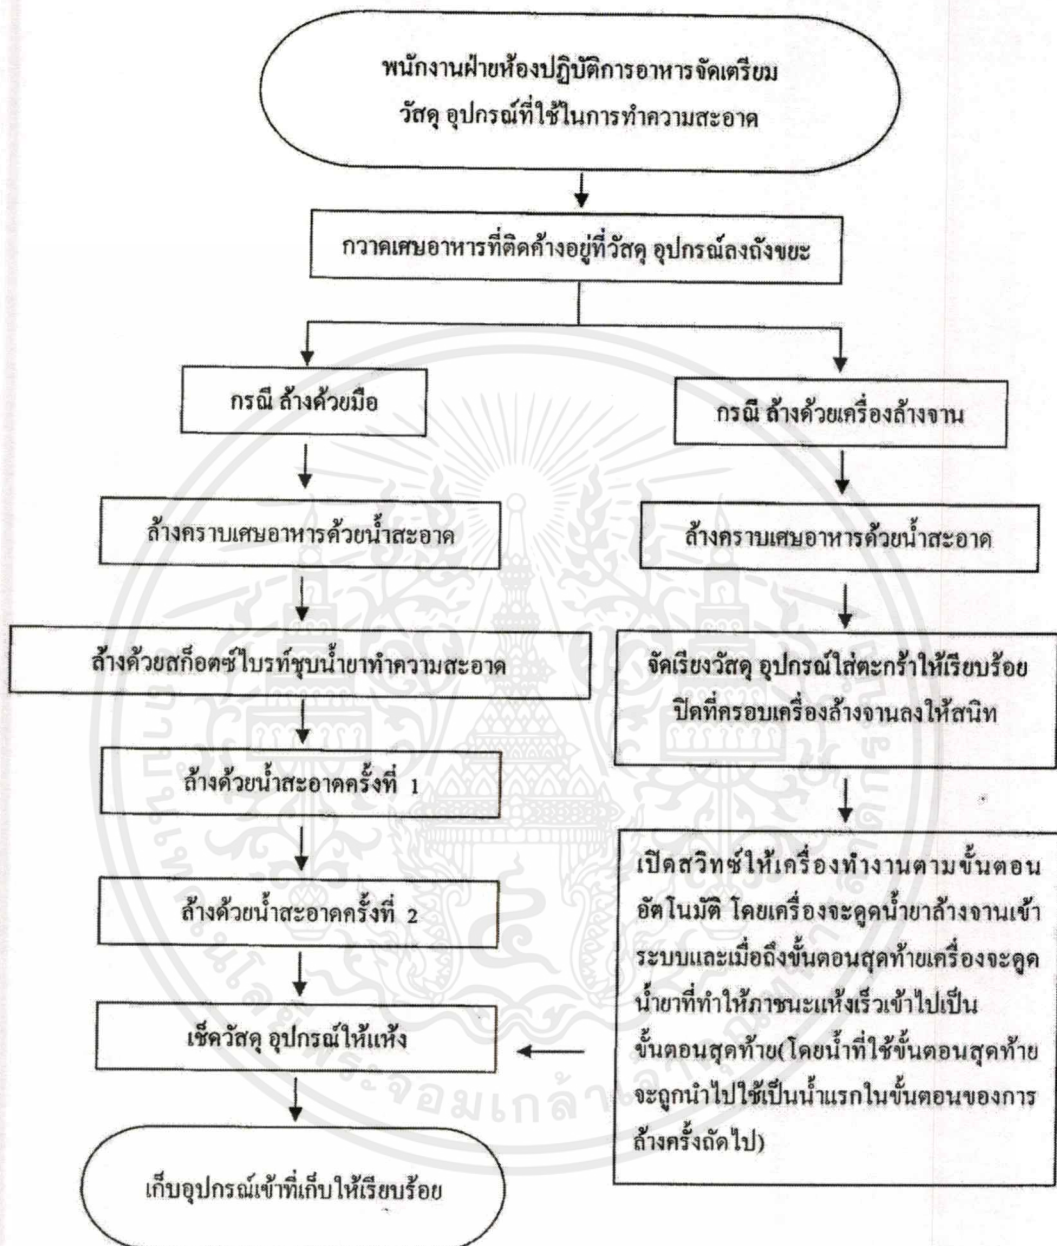 พนักงานฝ่ายห้องปฏิบัติการอาหารจัดเตรียม
วัสดุ อุปกรณ์ที่ใช้ในการทำความสะอาด
กวาดเศษอาหารที่ติดค้างอยู่ที่วัสดุ อุปกรณ์ลงถังขยะ
กรณี ล้างด้วยมือ
ล้างคราบเศษอาหารด้วยน้ำสะอาด
ล้างด้วยสก็อตซ์ไบรท์ชุบน้ำยาทำความสะอาด
ล้างด้วยน้ำสะอาดครั้งที่ 1
ล้างด้วยน้ำสะอาดครั้งที่ 2
เช็ควัสดุ อุปกรณ์ให้แห้ง
เก็บอุปกรณ์เข้าที่เก็บให้เรียบร้อย
กรณี ล้างด้วยเครื่องล้างจาน
ล้างคราบเศษอาหารด้วยน้ำสะอาด
จัดเรียงวัสดุ อุปกรณ์ใส่ตะกร้าให้เรียบร้อย
ปิดที่ครอบเครื่องล้างจานลงให้สนิท
เปิดสวิทซ์ให้เครื่องทำงานตามขั้นตอน
อัตโนมัติ โดยเครื่องจะดูดน้ำยาล้างจานเข้า
ระบบและเมื่อถึงขั้นตอนสุดท้ายเครื่องจะดูด
น้ำยาที่ทำให้ภาชนะแห้งเร็วเข้าไปเป็น
ขั้นตอนสุดท้าย(โดยน้ำที่ใช้ขั้นตอนสุดท้าย
จะถูกนำไปใช้เป็นน้ำแรกในขั้นตอนของการ
ล้างครั้งถัดไป)